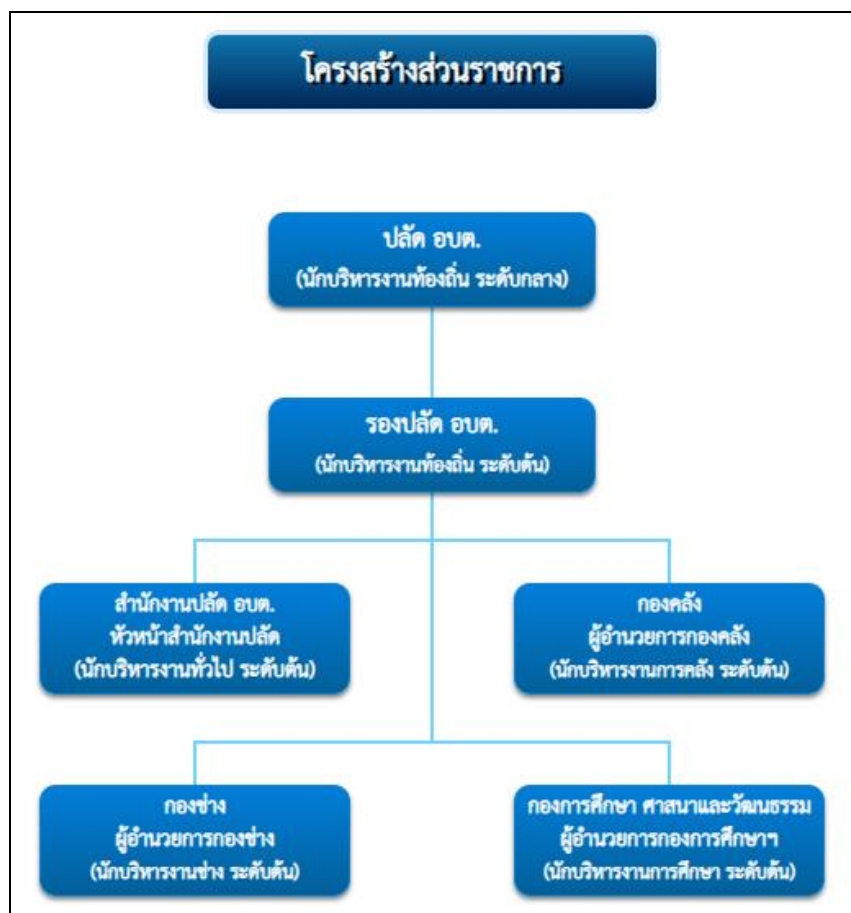 โครงสร้างส่วนราชการ
ปลัด อบต.
(นักบริหารงานท้องถิ่น ระดับกลาง)
รองปลัด อบต.
(นักบริหารงานท้องถิ่น ระดับต้น)
สำนักงานปลัด อบต.
หัวหน้าสำนักงานปลัด
(นักบริหารงานทั่วไป ระดับต้น)
กองคลัง
ผู้อำนวยการกองคลัง
(นักบริหารงานการคลัง ระดับต้น)
กองช่าง
ผู้อำนวยการกองช่าง
(นักบริหารงานช่าง ระดับต้น)
กองการศึกษา ศาสนาและวัฒนธรรม
ผู้อำนวยการกองการศึกษาฯ
(นักบริหารงานการศึกษา ระดับต้น)